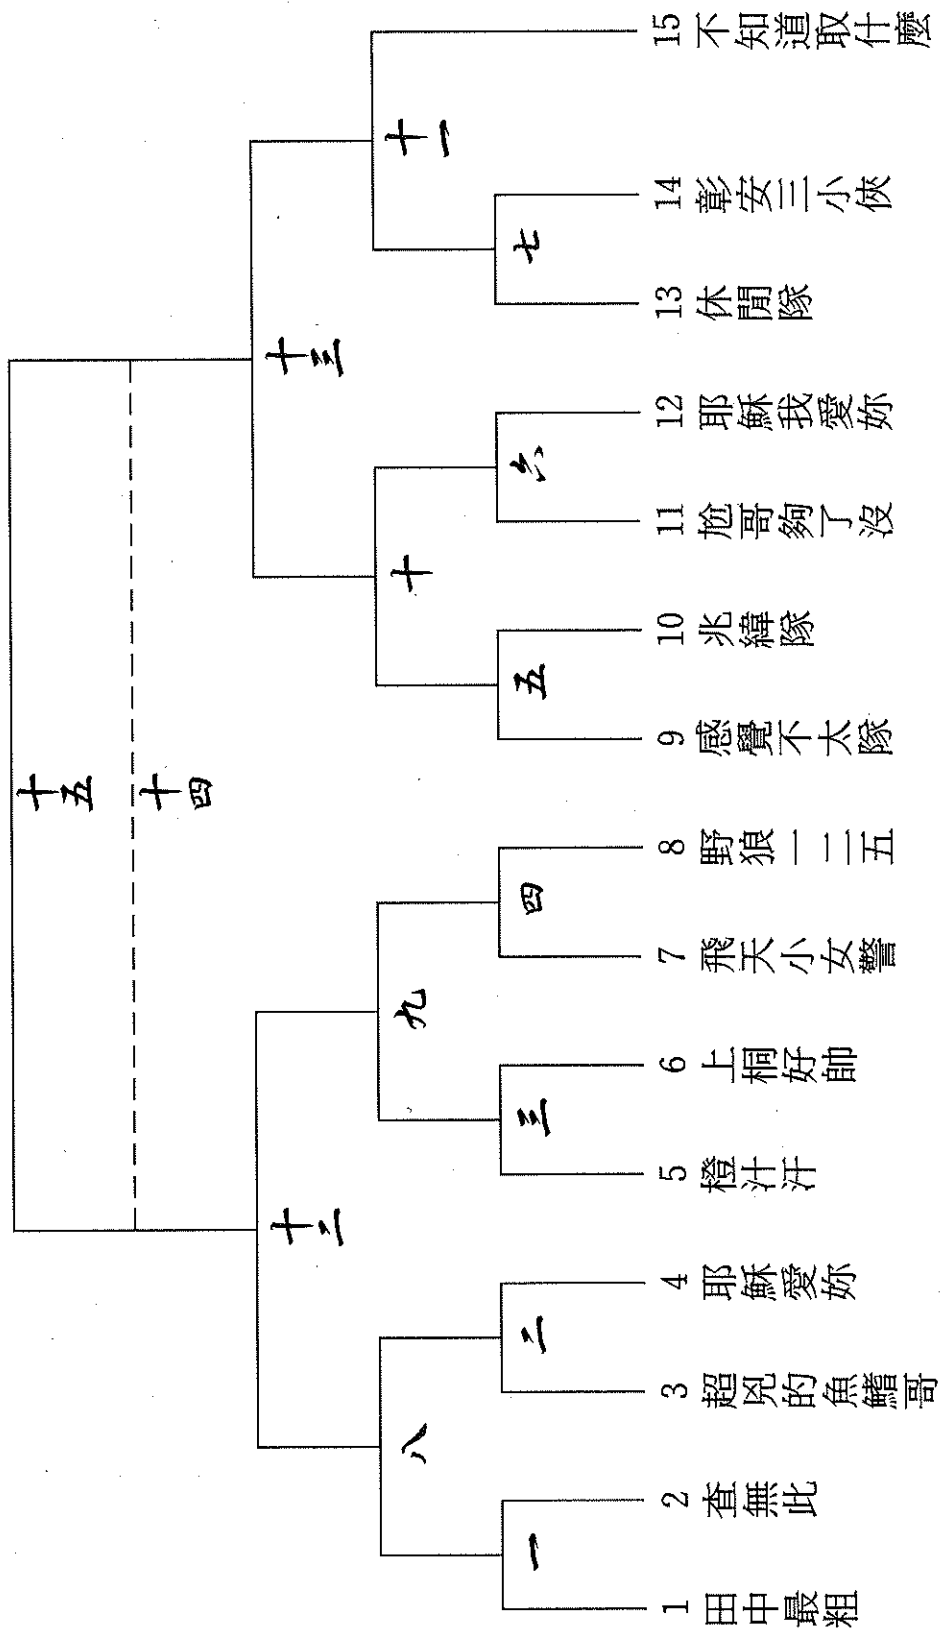 十五
十四
十二
十三
八
九
十
十一
一
二
三
四
五
六
七
1 田中最粗
2 查無此
3 超兇的魚鰭哥
4 耶穌愛妳
5 橙汁汗
6 上桐好帥
7 飛天小女警
8 野狼一二五
9 感覺不太隊
10 兆緯隊
11 尬哥夠了沒
12 耶穌我愛妳
13 休閒隊
14 彰安三小俠
15 不知道取什麼